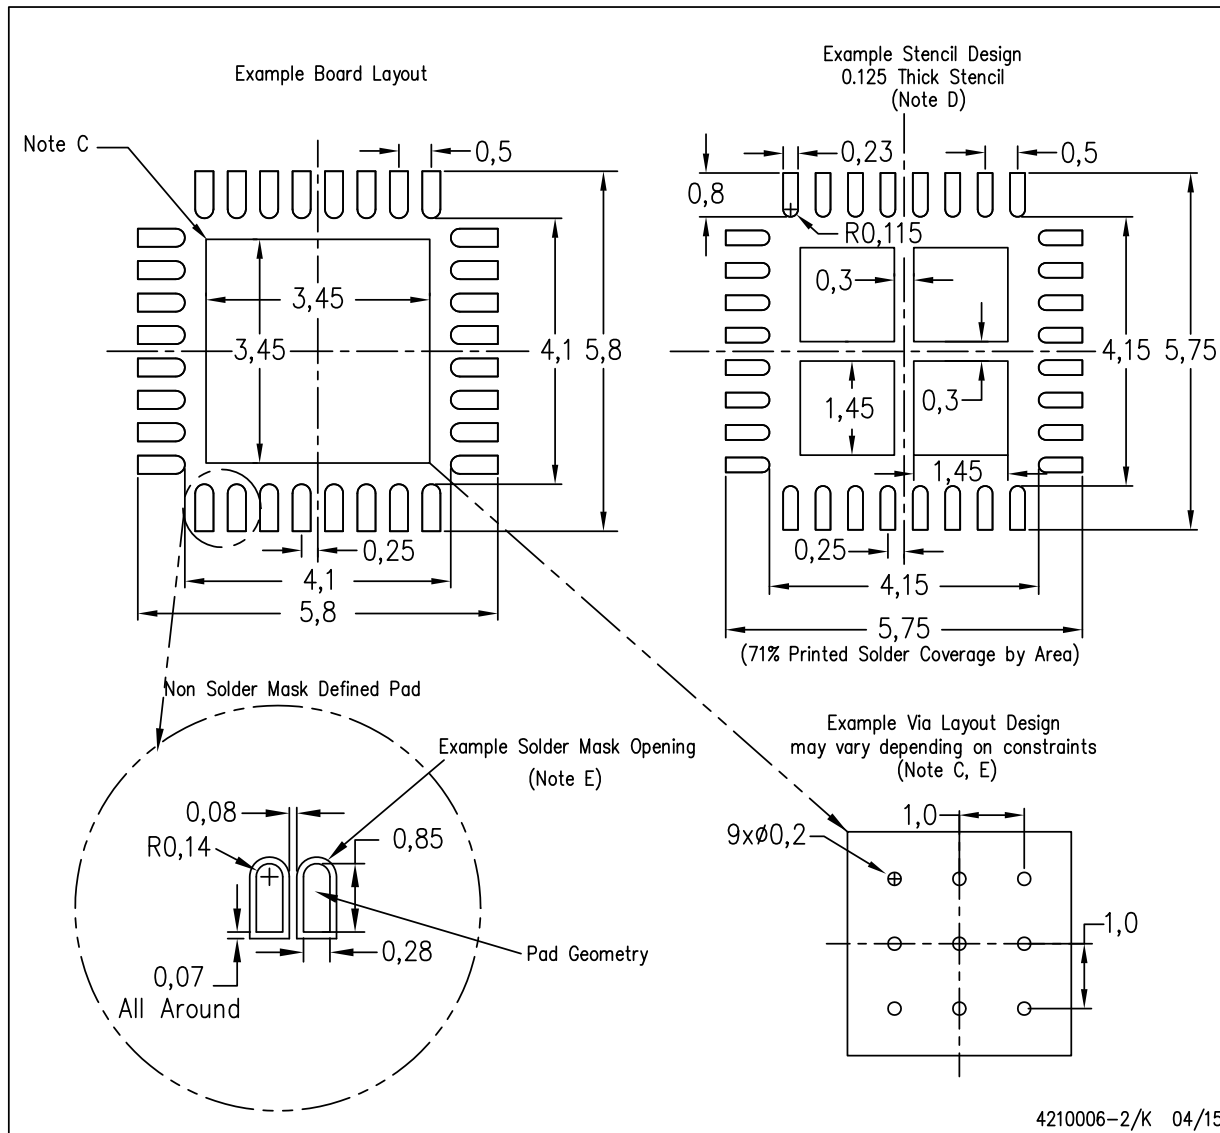 Example Board Layout
Note C
0,5
3,45
3,45
4,1
5,8
0,25
4,1
5,8
Example Stencil Design
0.125 Thick Stencil
(Note D)
0,23
0,5
0,8
R0,115
0,3
4,15
5,75
0,3
1,45
1,45
0,25
4,15
5,75
(71% Printed Solder Coverage by Area)
Non Solder Mask Defined Pad
Example Solder Mask Opening
(Note E)
0,08
R0,14
0,85
0,28
Pad Geometry
0,07
All Around
Example Via Layout Design
may vary depending on constraints
(Note C, E)
1,0
9xø0,2
1,0
4210006-2/K 04/15